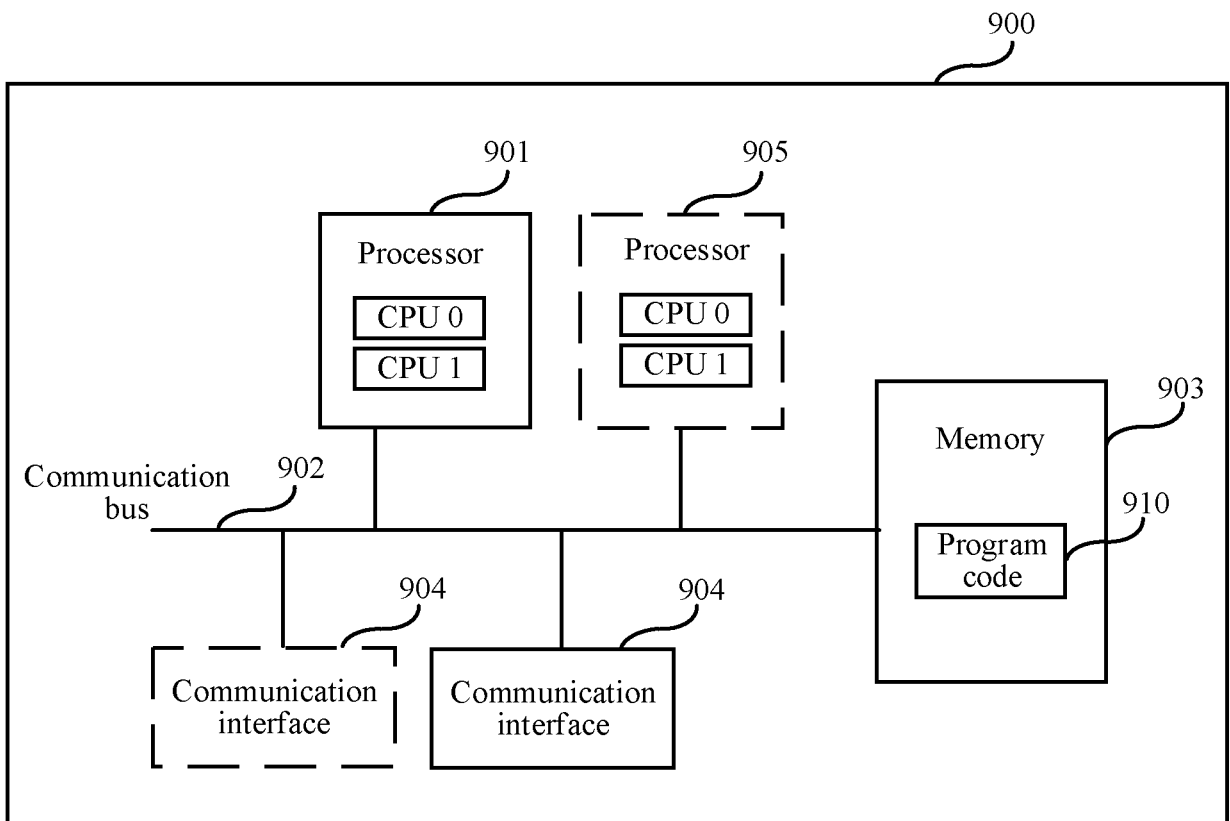 900
901
905
Processor
CPU 0
CPU 1
Processor
CPU 0
CPU 1
903
Memory
910
Program
code
Communication
bus
902
904
904
Communication
interface
Communication
interface